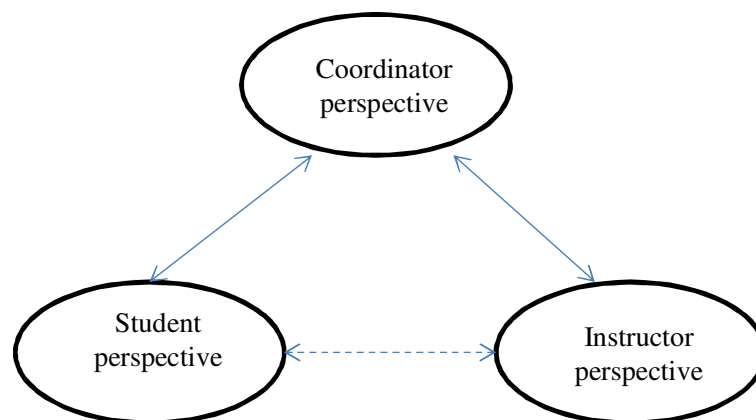 Coordinator
perspective
Student
perspective
Instructor
perspective